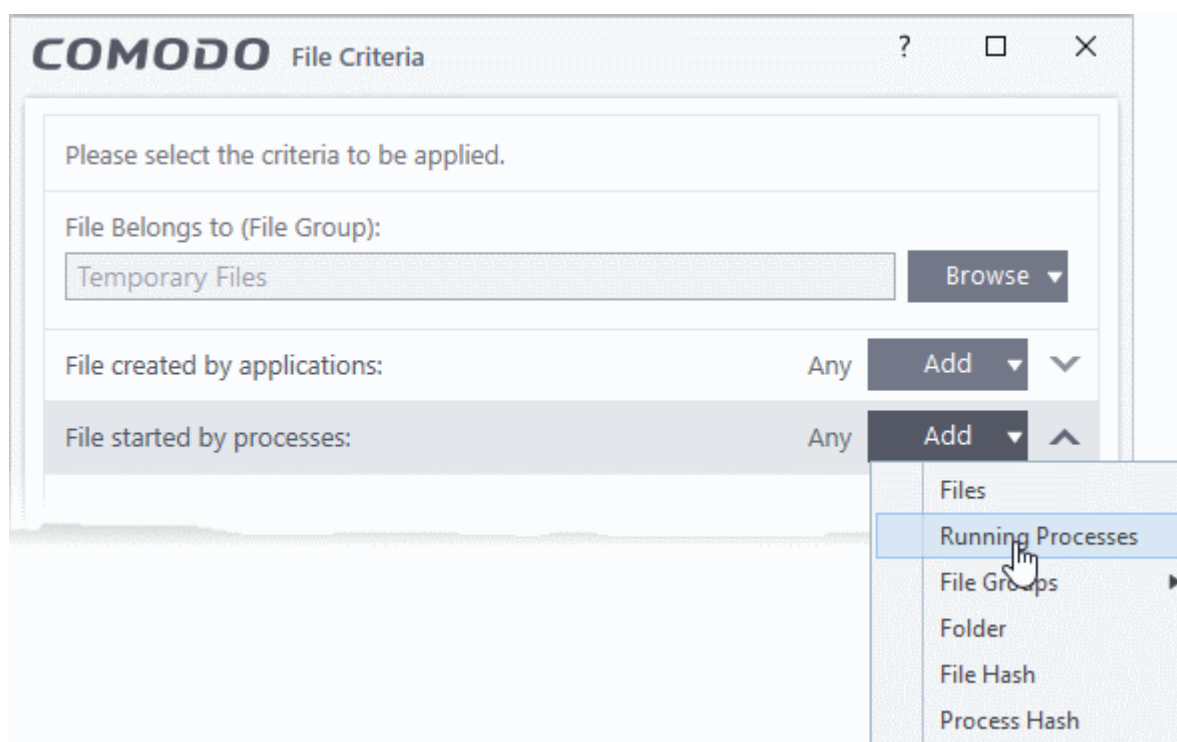 COMODO File Criteria ?
Please select the criteria to be applied.
File Belongs to (File Group):
Temporary Files Browse
File created by applications: Any Add
File started by processes: Any Add
Files
Running Processes
File Groups
Folder
File Hash
Process Hash